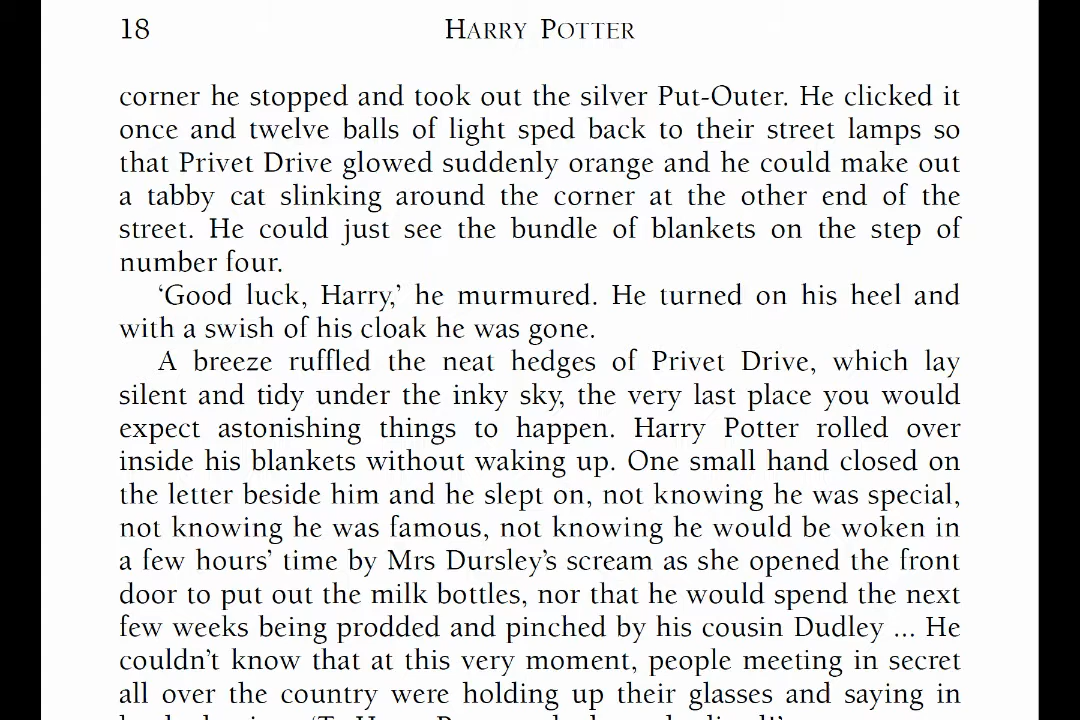 18 HARRY POTTER
corner he stopped and took out the silver Put-Outer. He clicked it
once and twelve balls of light sped back to their street lamps so
that Privet Drive glowed suddenly orange and he could make out
a tabby cat slinking around the corner at the other end of the
street. He could just see the bundle of blankets on the step of
number four.
‘Good luck, Harry,’ he murmured. He turned on his heel and
with a swish of his cloak he was gone.
A breeze ruffled the neat hedges of Privet Drive, which lay
silent and tidy under the inky sky, the very last place you would
expect astonishing things to happen. Harry Potter rolled over
inside his blankets without waking up. One small hand closed on
the letter beside him and he slept on, not knowing he was special,
not knowing he was famous, not knowing he would be woken in
a few hours’ time by Mrs Dursley’s scream as she opened the front
door to put out the milk bottles, nor that he would spend the next
few weeks being prodded and pinched by his cousin Dudley ... He
couldn’t know that at this very moment, people meeting in secret
all over the country were holding up their glasses and saying in